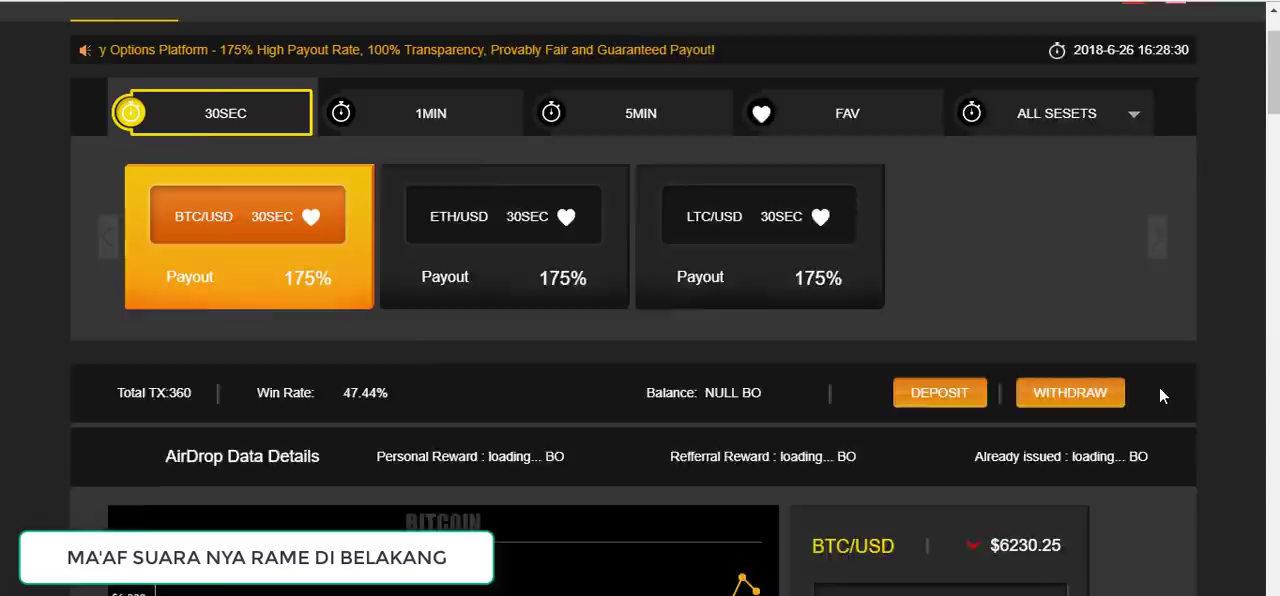 y Options Platform - 175% High Payout Rate, 100% Transparency, Provably Fair and Guaranteed Payout! 2018-6-26 16:28:30
30SEC 1MIN 5MIN FAV ALL SESETS
BTC/USD 30SEC ETH/USD 30SEC LTC/USD 30SEC
Payout 175% Payout 175% Payout 175%
Total TX:360 Win Rate: 47.44% Balance: NULL BO DEPOSIT WITHDRAW
AirDrop Data Details Personal Reward : loading... BO Refferral Reward : loading... BO Already issued : loading... BO
BITCOIN
BTC/USD $6230.25
MA'AF SUARA NYA RAME DI BELAKANG